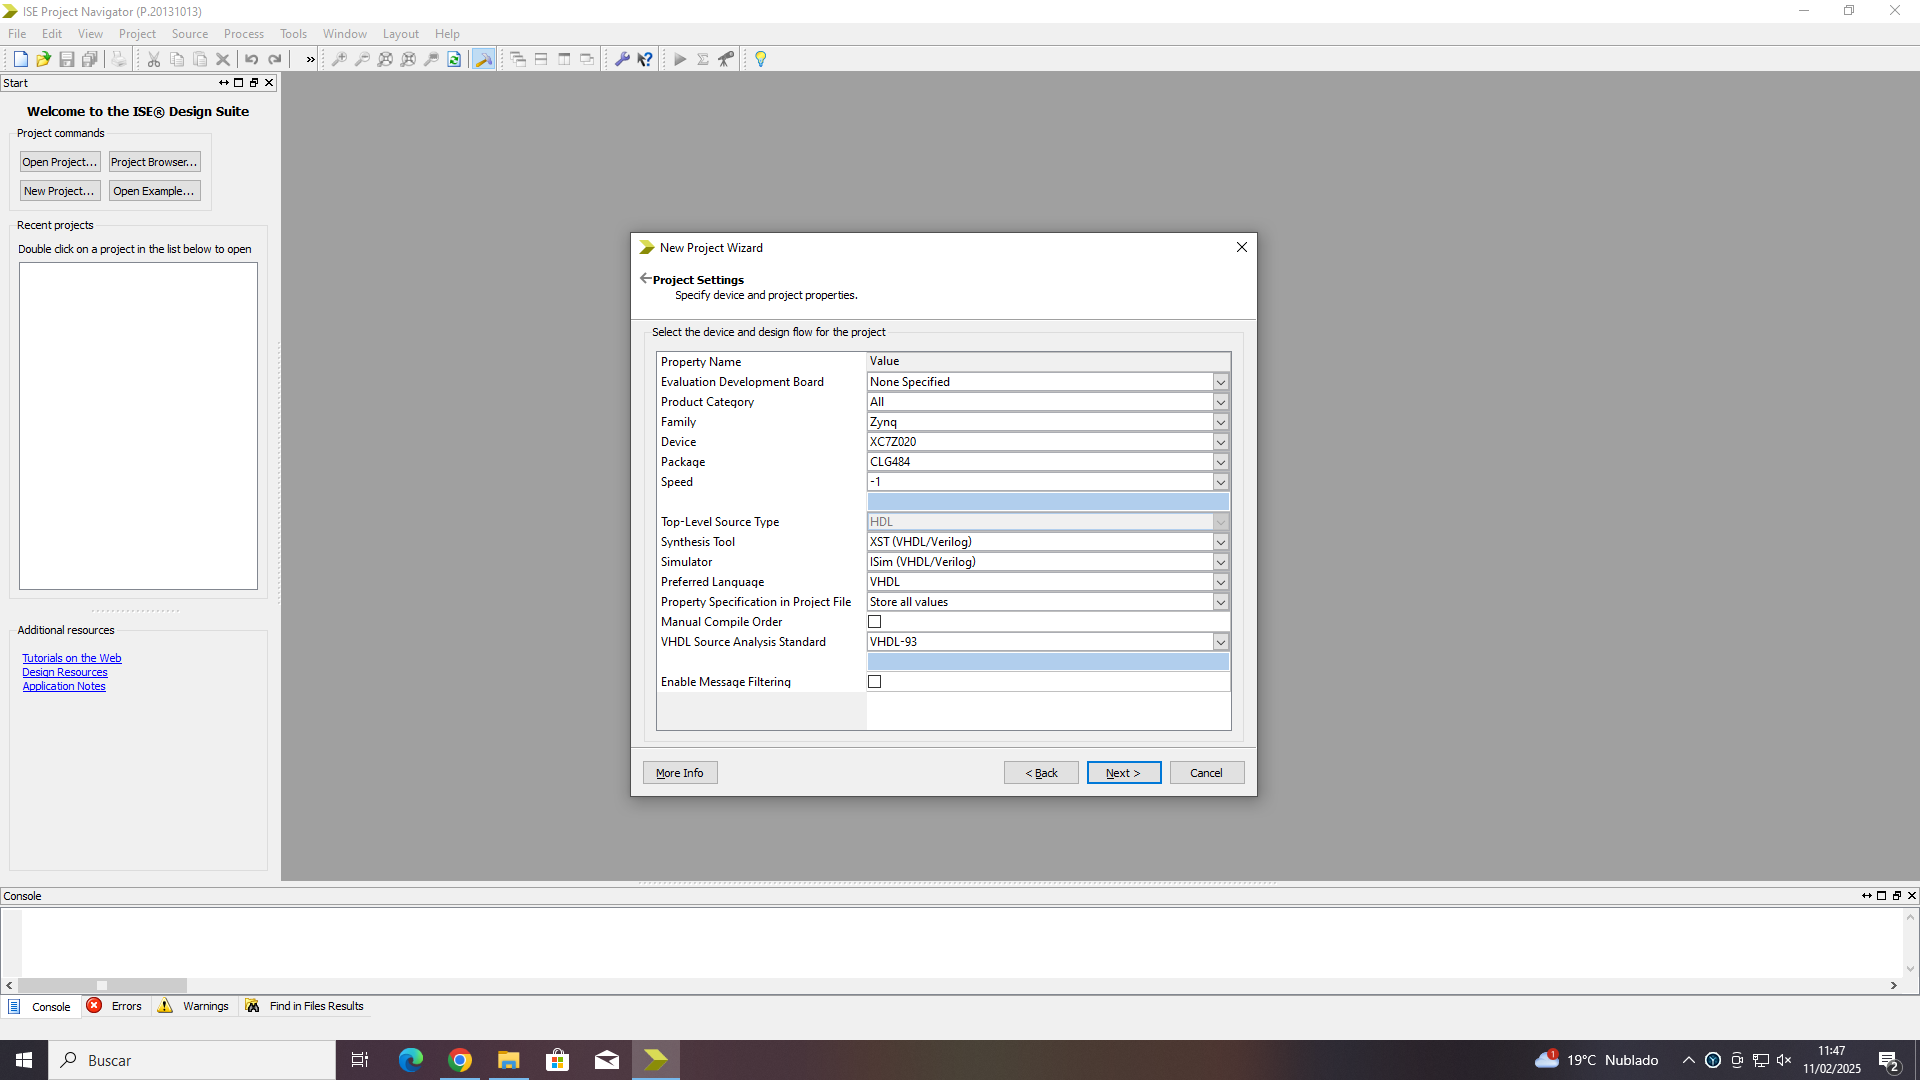 ISE Project Navigator (P.20131013)
File Edit View Project Source Process Tools Window Layout Help
»
Start
Welcome to the ISE® Design Suite
Project commands
Open Project... Project Browser...
New Project... Open Example...
Recent projects
Double click on a project in the list below to open
Additional resources
Tutorials on the Web
Design Resources
Application Notes
New Project Wizard
Project Settings
Specify device and project properties.
Select the device and design flow for the project
Property Name Value
Evaluation Development Board None Specified
Product Category All
Family Zynq
Device XC7Z020
Package CLG484
Speed -1
Top-Level Source Type HDL
Synthesis Tool XST (VHDL/Verilog)
Simulator ISim (VHDL/Verilog)
Preferred Language VHDL
Property Specification in Project File Store all values
Manual Compile Order
VHDL Source Analysis Standard VHDL-93
Enable Message Filtering
More Info < Back Next > Cancel
Console
Console Errors Warnings Find in Files Results
Buscar
1 19°C Nublado
11:47
11/02/2025
2